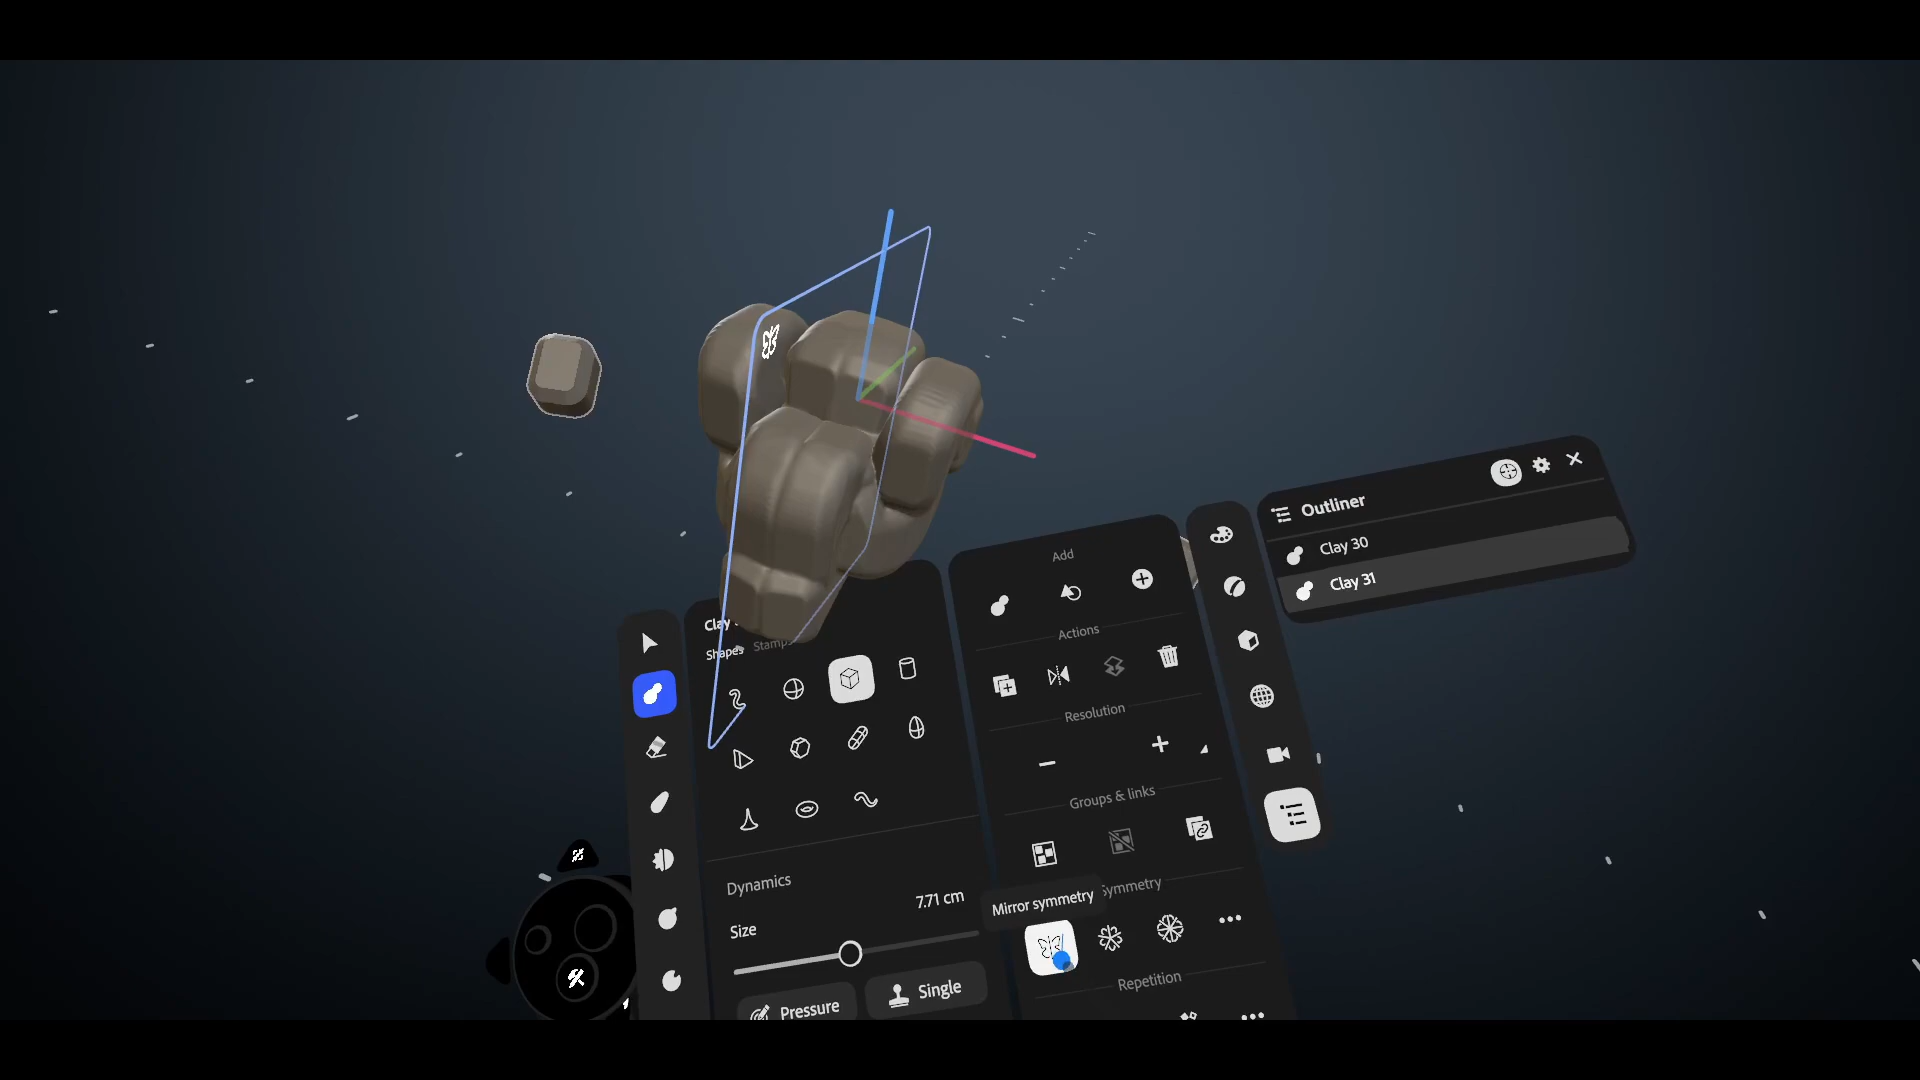 Outliner
Clay 30
Clay 31
Add
Actions
Resolution
Groups & links
Symmetry
Mirror symmetry
Repetition
Clay
Shapes
Stamps
Dynamics
7.71 cm
Size
Pressure
Single